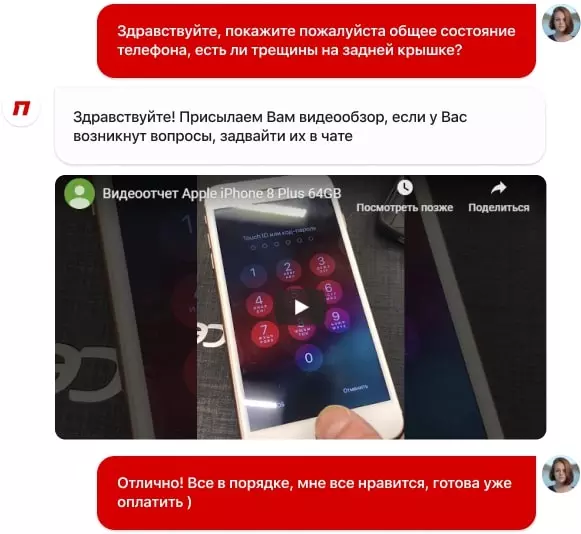 Здравствуйте, покажите пожалуйста общее состояние
телефона, есть ли трещины на задней крышке?
П
Здравствуйте! Присылаем Вам видеообзор, если у Вас
возникнут вопросы, задвайти их в чате
Видеоотчет Apple iPhone 8 Plus 64GB
Посмотреть позже
Поделиться
Touch ID или код-пароль
1
2
3
4
6
7
9
0
Отменить
Отлично! Все в порядке, мне все нравится, готова уже
оплатить )